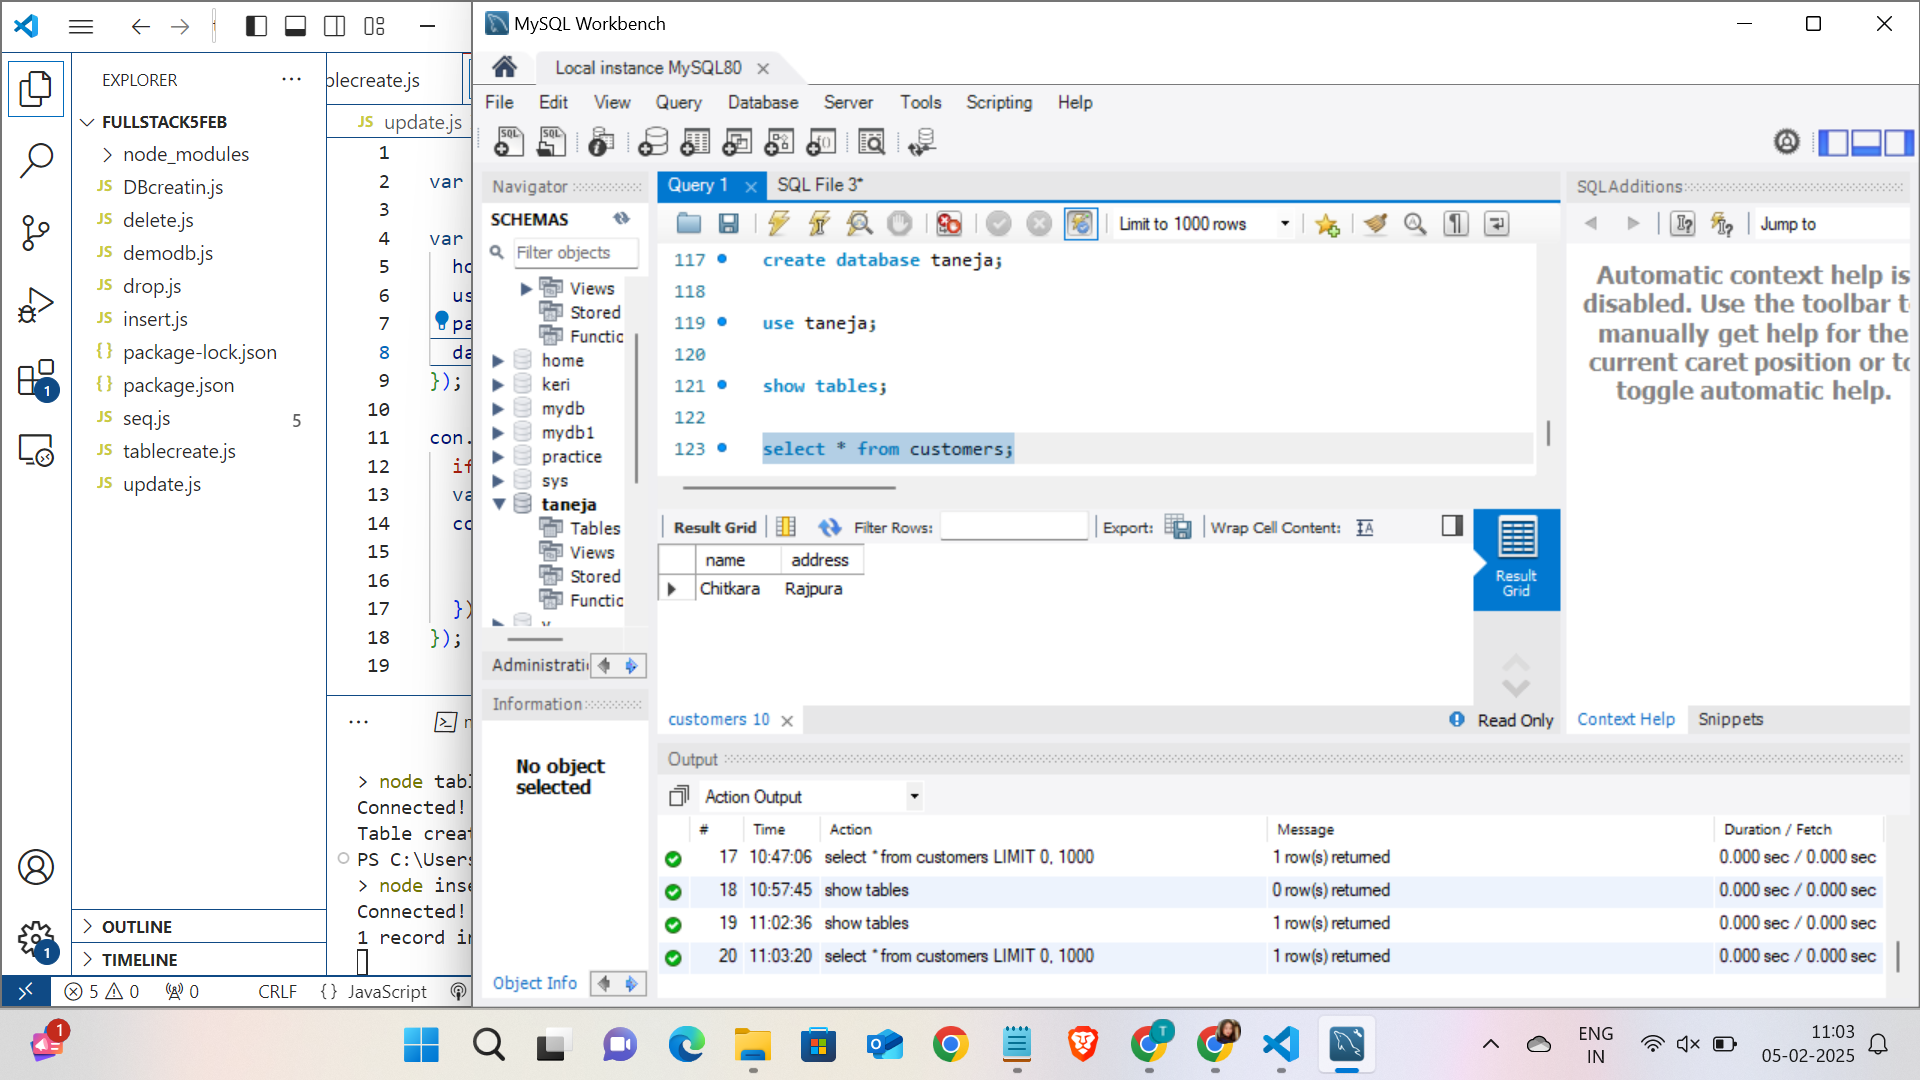 EXPLORER
FULLSTACK5FEB
node_modules
JS DBcreatin.js
JS delete.js
JS demodb.js
JS drop.js
JS insert.js
{} package-lock.json
{} package.json
JS seq.js 5
JS tablecreate.js
JS update.js
OUTLINE
TIMELINE
blecreate.js
JS update.js
1
2 var
3
4 var
5 ho
6 us
7 pa
8 da
9 });
10
11 con.
12 if
13 va
14 co
15
16
17 })
18 });
19
> node tabl
Connected!
Table creat
PS C:\Users
> node inse
Connected!
1 record in
5 0 0
CRLF {} JavaScript
MySQL Workbench
Local instance MySQL80
File Edit View Query Database Server Tools Scripting Help
Navigator
SCHEMAS
Filter objects
Views
Stored
Functio
home
keri
mydb
mydb1
practice
sys
taneja
Tables
Views
Stored
Functio
Administrati
Information
No object
selected
Object Info
Query 1 SQL File 3*
Limit to 1000 rows
117 create database taneja;
118
119 use taneja;
120
121 show tables;
122
123 select * from customers;
Result Grid Filter Rows: Export: Wrap Cell Content:
name address
Chitkara Rajpura
Result
Grid
customers 10 Read Only
SQLAdditions
Jump to
Automatic context help is
disabled. Use the toolbar t
manually get help for the
current caret position or to
toggle automatic help.
Context Help Snippets
Output
Action Output
# Time Action Message Duration / Fetch
17 10:47:06 select * from customers LIMIT 0, 1000 1 row(s) returned 0.000 sec / 0.000 sec
18 10:57:45 show tables 0 row(s) returned 0.000 sec / 0.000 sec
19 11:02:36 show tables 1 row(s) returned 0.000 sec / 0.000 sec
20 11:03:20 select * from customers LIMIT 0, 1000 1 row(s) returned 0.000 sec / 0.000 sec
1
1
1
T
ENG
IN
11:03
05-02-2025